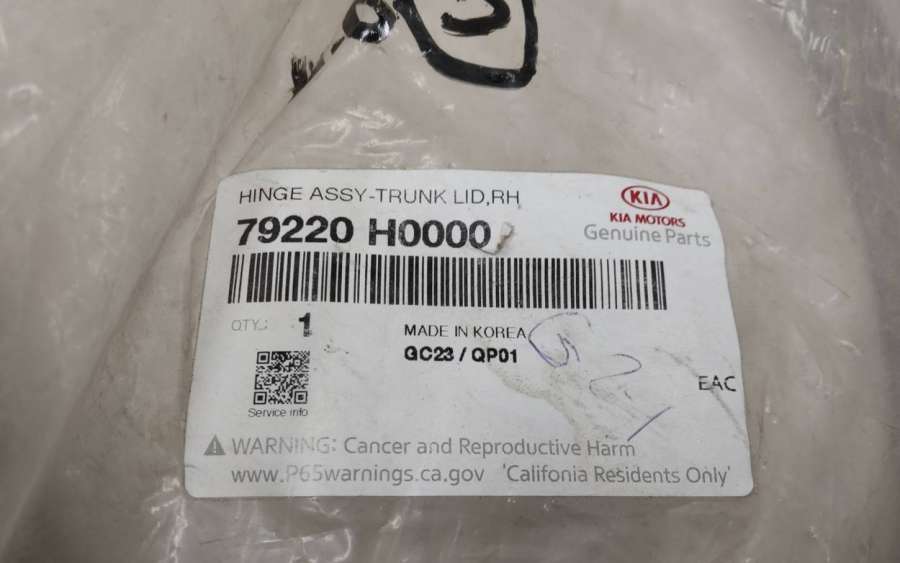 HINGE ASSY-TRUNK LID,RH
79220 H0000
KIA
KIA MOTORS
Genuine Parts
QTY.: 1
MADE IN KOREA
GC23 / QP01
EAC
Service info
WARNING: Cancer and Reproductive Harm
www.P65warnings.ca.gov 'Califonia Residents Only'